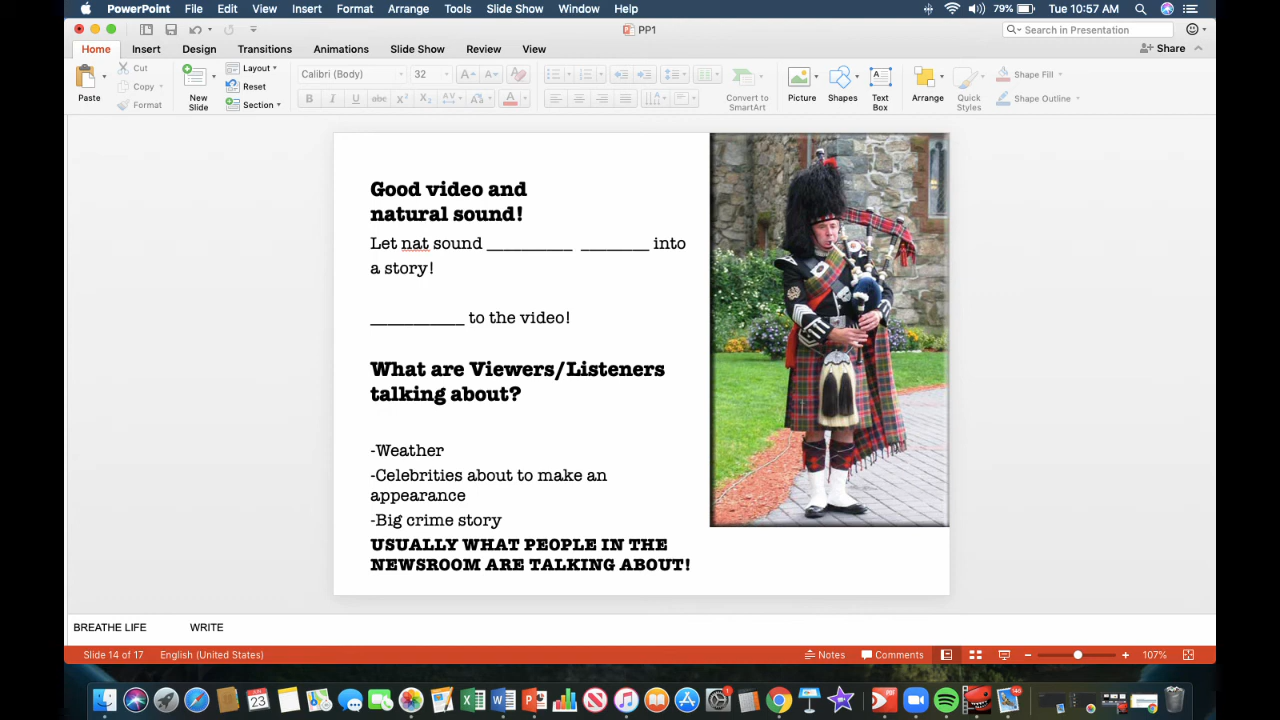 PowerPoint File Edit View Insert Format Arrange Tools Slide Show Window Help 79% Tue 10:57 AM
PP1
Search in Presentation
Home Insert Design Transitions Animations Slide Show Review View Share
Paste Cut Copy Format New Slide Layout Reset Section Calibri (Body) 32 Convert to SmartArt Picture Shapes Text Box Arrange Quick Styles Shape Fill Shape Outline
Good video and
natural sound!
Let nat sound __________ ________ into
a story!
___________ to the video!
What are Viewers/Listeners
talking about?
-Weather
-Celebrities about to make an
appearance
-Big crime story
USUALLY WHAT PEOPLE IN THE
NEWSROOM ARE TALKING ABOUT!
BREATHE LIFE WRITE
Slide 14 of 17 English (United States) Notes Comments 107%